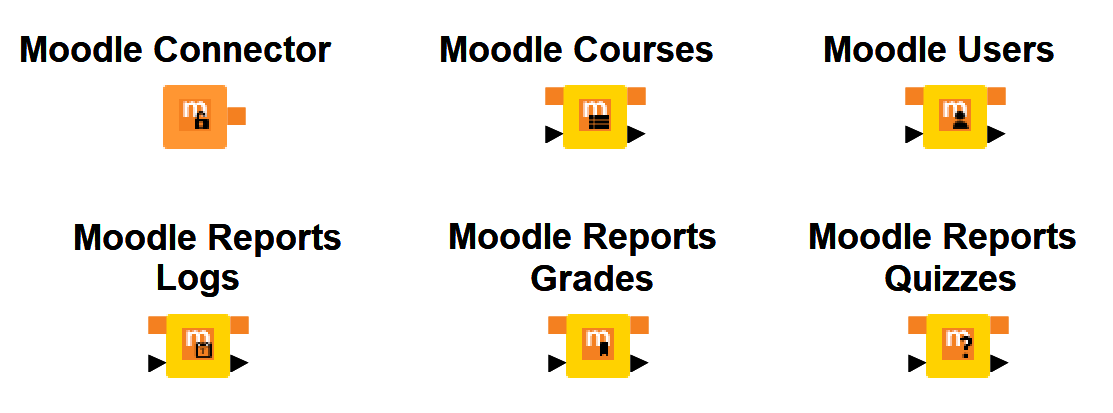 Moodle Connector
Moodle Courses
Moodle Users
m
m
m
Moodle Reports
Logs
Moodle Reports
Grades
Moodle Reports
Quizzes
m
m
m
?